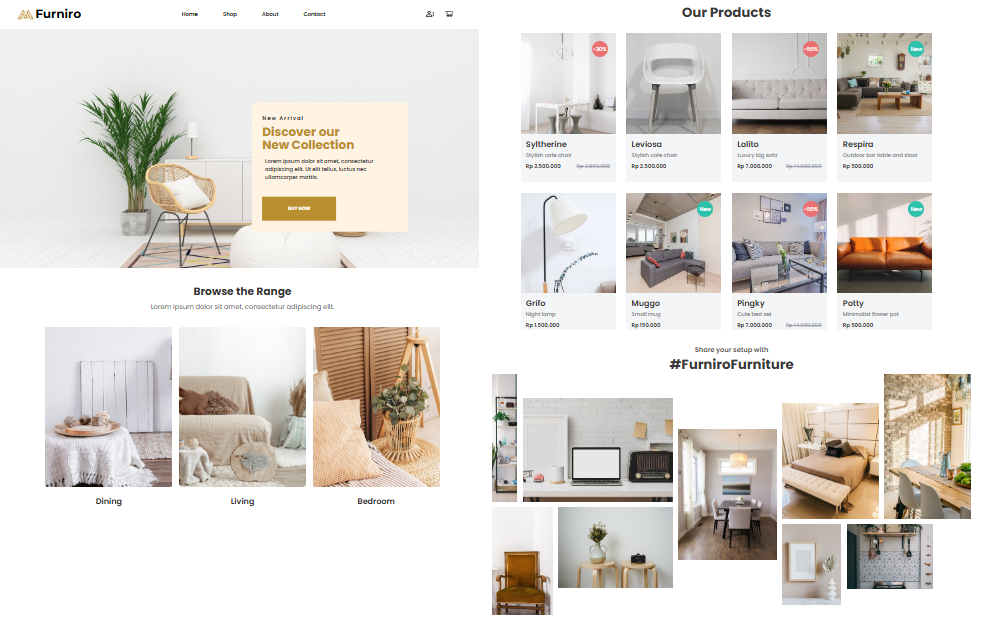 Furniro
Home
Shop
About
Contact
New Arrival
Discover our
New Collection
Lorem ipsum dolor sit amet, consectetur
adipiscing elit. Ut elit tellus, luctus nec
ullamcorper mattis.
BUY NOW
Browse the Range
Lorem ipsum dolor sit amet, consectetur adipiscing elit.
Dining
Living
Bedroom
Our Products
-30%
Syltherine
Stylish cafe chair
Rp 2.500.000
Rp 3.500.000
Leviosa
Stylish cafe chair
Rp 2.500.000
-50%
Lolito
Luxury big sofa
Rp 7.000.000
Rp 14.000.000
New
Respira
Outdoor bar table and stool
Rp 500.000
Grifo
Night lamp
Rp 1.500.000
New
Muggo
Small mug
Rp 150.000
-50%
Pingky
Cute bed set
Rp 7.000.000
Rp 14.000.000
New
Potty
Minimalist flower pot
Rp 500.000
Share your setup with
#FurniroFurniture